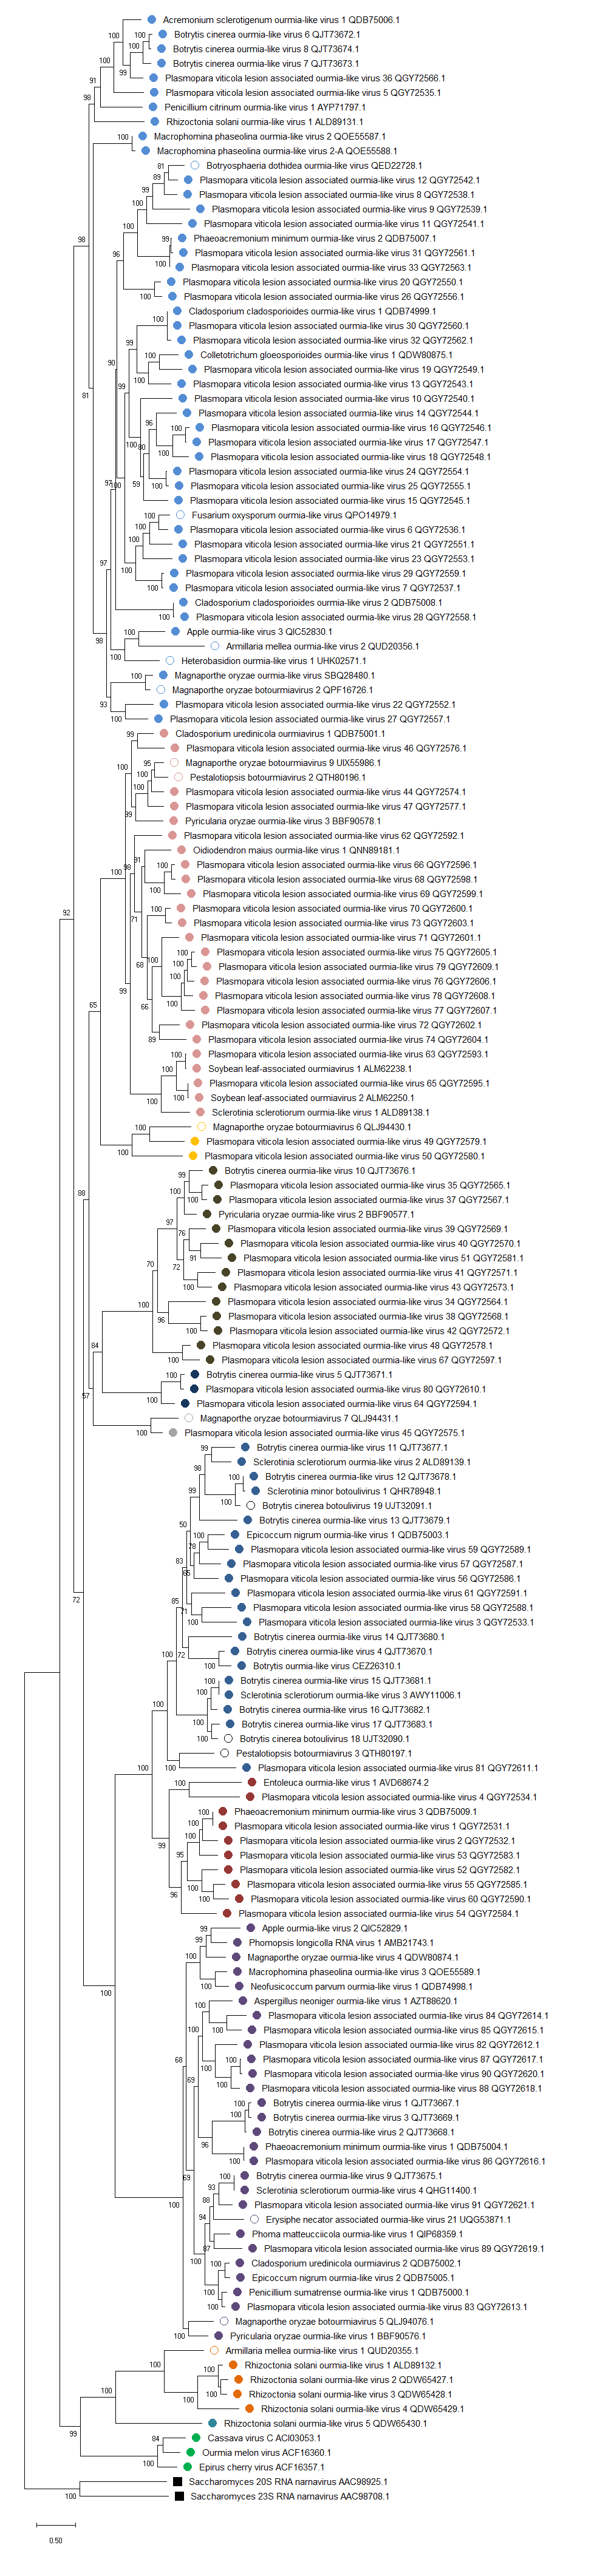 Acremonium sclerotigenum ourmia-like virus 1 QDB75006.1
Botrytis cinerea ourmia-like virus 6 QJT73672.1
Botrytis cinerea ourmia-like virus 8 QJT73674.1
Botrytis cinerea ourmia-like virus 7 QJT73673.1
Plasmopara viticola lesion associated ourmia-like virus 36 QGY72566.1
Plasmopara viticola lesion associated ourmia-like virus 5 QGY72535.1
Penicillium citrinum ourmia-like virus 1 AYP71797.1
Rhizoctonia solani ourmia-like virus 1 ALD89131.1
Macrophomina phaseolina ourmia-like virus 2 QOE55587.1
Macrophomina phaseolina ourmia-like virus 2-A QOE55588.1
Botryosphaeria dothidea ourmia-like virus QED22728.1
Plasmopara viticola lesion associated ourmia-like virus 12 QGY72542.1
Plasmopara viticola lesion associated ourmia-like virus 8 QGY72538.1
Plasmopara viticola lesion associated ourmia-like virus 9 QGY72539.1
Plasmopara viticola lesion associated ourmia-like virus 11 QGY72541.1
Phaeoacremonium minimum ourmia-like virus 2 QDB75007.1
Plasmopara viticola lesion associated ourmia-like virus 31 QGY72561.1
Plasmopara viticola lesion associated ourmia-like virus 33 QGY72563.1
Plasmopara viticola lesion associated ourmia-like virus 20 QGY72550.1
Plasmopara viticola lesion associated ourmia-like virus 26 QGY72556.1
Cladosporium cladosporioides ourmia-like virus 1 QDB74999.1
Plasmopara viticola lesion associated ourmia-like virus 30 QGY72560.1
Plasmopara viticola lesion associated ourmia-like virus 32 QGY72562.1
Colletotrichum gloeosporioides ourmia-like virus 1 QDW80875.1
Plasmopara viticola lesion associated ourmia-like virus 19 QGY72549.1
Plasmopara viticola lesion associated ourmia-like virus 13 QGY72543.1
Plasmopara viticola lesion associated ourmia-like virus 10 QGY72540.1
Plasmopara viticola lesion associated ourmia-like virus 14 QGY72544.1
Plasmopara viticola lesion associated ourmia-like virus 16 QGY72546.1
Plasmopara viticola lesion associated ourmia-like virus 17 QGY72547.1
Plasmopara viticola lesion associated ourmia-like virus 18 QGY72548.1
Plasmopara viticola lesion associated ourmia-like virus 24 QGY72554.1
Plasmopara viticola lesion associated ourmia-like virus 25 QGY72555.1
Plasmopara viticola lesion associated ourmia-like virus 15 QGY72545.1
Fusarium oxysporum ourmia-like virus QPO14979.1
Plasmopara viticola lesion associated ourmia-like virus 6 QGY72536.1
Plasmopara viticola lesion associated ourmia-like virus 21 QGY72551.1
Plasmopara viticola lesion associated ourmia-like virus 23 QGY72553.1
Plasmopara viticola lesion associated ourmia-like virus 29 QGY72559.1
Plasmopara viticola lesion associated ourmia-like virus 7 QGY72537.1
Cladosporium cladosporioides ourmia-like virus 2 QDB75008.1
Plasmopara viticola lesion associated ourmia-like virus 28 QGY72558.1
Apple ourmia-like virus 3 QIC52830.1
Armillaria mellea ourmia-like virus 2 QUD20356.1
Heterobasidion ourmia-like virus 1 UHK02571.1
Magnaporthe oryzae ourmia-like virus SBQ28480.1
Magnaporthe oryzae botourmiavirus 2 QPF16726.1
Plasmopara viticola lesion associated ourmia-like virus 22 QGY72552.1
Plasmopara viticola lesion associated ourmia-like virus 27 QGY72557.1
Cladosporium uredinicola ourmiavirus 1 QDB75001.1
Plasmopara viticola lesion associated ourmia-like virus 46 QGY72576.1
Magnaporthe oryzae botourmiavirus 9 UIX55986.1
Pestalotiopsis botourmiavirus 2 QTH80196.1
Plasmopara viticola lesion associated ourmia-like virus 44 QGY72574.1
Plasmopara viticola lesion associated ourmia-like virus 47 QGY72577.1
Pyricularia oryzae ourmia-like virus 3 BBF90578.1
Plasmopara viticola lesion associated ourmia-like virus 62 QGY72592.1
Oidiodendron maius ourmia-like virus 1 QNN89181.1
Plasmopara viticola lesion associated ourmia-like virus 66 QGY72596.1
Plasmopara viticola lesion associated ourmia-like virus 68 QGY72598.1
Plasmopara viticola lesion associated ourmia-like virus 69 QGY72599.1
Plasmopara viticola lesion associated ourmia-like virus 70 QGY72600.1
Plasmopara viticola lesion associated ourmia-like virus 73 QGY72603.1
Plasmopara viticola lesion associated ourmia-like virus 71 QGY72601.1
Plasmopara viticola lesion associated ourmia-like virus 75 QGY72605.1
Plasmopara viticola lesion associated ourmia-like virus 79 QGY72609.1
Plasmopara viticola lesion associated ourmia-like virus 76 QGY72606.1
Plasmopara viticola lesion associated ourmia-like virus 78 QGY72608.1
Plasmopara viticola lesion associated ourmia-like virus 77 QGY72607.1
Plasmopara viticola lesion associated ourmia-like virus 72 QGY72602.1
Plasmopara viticola lesion associated ourmia-like virus 74 QGY72604.1
Plasmopara viticola lesion associated ourmia-like virus 63 QGY72593.1
Soybean leaf-associated ourmiavirus 1 ALM62238.1
Plasmopara viticola lesion associated ourmia-like virus 65 QGY72595.1
Soybean leaf-associated ourmiavirus 2 ALM62250.1
Sclerotinia sclerotiorum ourmia-like virus 1 ALD89138.1
Magnaporthe oryzae botourmiavirus 6 QLJ94430.1
Plasmopara viticola lesion associated ourmia-like virus 49 QGY72579.1
Plasmopara viticola lesion associated ourmia-like virus 50 QGY72580.1
Botrytis cinerea ourmia-like virus 10 QJT73676.1
Plasmopara viticola lesion associated ourmia-like virus 35 QGY72565.1
Plasmopara viticola lesion associated ourmia-like virus 37 QGY72567.1
Pyricularia oryzae ourmia-like virus 2 BBF90577.1
Plasmopara viticola lesion associated ourmia-like virus 39 QGY72569.1
Plasmopara viticola lesion associated ourmia-like virus 40 QGY72570.1
Plasmopara viticola lesion associated ourmia-like virus 51 QGY72581.1
Plasmopara viticola lesion associated ourmia-like virus 41 QGY72571.1
Plasmopara viticola lesion associated ourmia-like virus 43 QGY72573.1
Plasmopara viticola lesion associated ourmia-like virus 34 QGY72564.1
Plasmopara viticola lesion associated ourmia-like virus 38 QGY72568.1
Plasmopara viticola lesion associated ourmia-like virus 42 QGY72572.1
Plasmopara viticola lesion associated ourmia-like virus 48 QGY72578.1
Plasmopara viticola lesion associated ourmia-like virus 67 QGY72597.1
Botrytis cinerea ourmia-like virus 5 QJT73671.1
Plasmopara viticola lesion associated ourmia-like virus 80 QGY72610.1
Plasmopara viticola lesion associated ourmia-like virus 64 QGY72594.1
Magnaporthe oryzae botourmiavirus 7 QLJ94431.1
Plasmopara viticola lesion associated ourmia-like virus 45 QGY72575.1
Botrytis cinerea ourmia-like virus 11 QJT73677.1
Sclerotinia sclerotiorum ourmia-like virus 2 ALD89139.1
Botrytis cinerea ourmia-like virus 12 QJT73678.1
Sclerotinia minor botoulivirus 1 QHR78948.1
Botrytis cinerea botoulivirus 19 UJT32091.1
Botrytis cinerea ourmia-like virus 13 QJT73679.1
Epicoccum nigrum ourmia-like virus 1 QDB75003.1
Plasmopara viticola lesion associated ourmia-like virus 59 QGY72589.1
Plasmopara viticola lesion associated ourmia-like virus 57 QGY72587.1
Plasmopara viticola lesion associated ourmia-like virus 56 QGY72586.1
Plasmopara viticola lesion associated ourmia-like virus 61 QGY72591.1
Plasmopara viticola lesion associated ourmia-like virus 58 QGY72588.1
Plasmopara viticola lesion associated ourmia-like virus 3 QGY72533.1
Botrytis cinerea ourmia-like virus 14 QJT73680.1
Botrytis cinerea ourmia-like virus 4 QJT73670.1
Botrytis ourmia-like virus CEZ26310.1
Botrytis cinerea ourmia-like virus 15 QJT73681.1
Sclerotinia sclerotiorum ourmia-like virus 3 AWY11006.1
Botrytis cinerea ourmia-like virus 16 QJT73682.1
Botrytis cinerea ourmia-like virus 17 QJT73683.1
Botrytis cinerea botoulivirus 18 UJT32090.1
Pestalotiopsis botourmiavirus 3 QTH80197.1
Plasmopara viticola lesion associated ourmia-like virus 81 QGY72611.1
Entoleuca ourmia-like virus 1 AVD68674.2
Plasmopara viticola lesion associated ourmia-like virus 4 QGY72534.1
Phaeoacremonium minimum ourmia-like virus 3 QDB75009.1
Plasmopara viticola lesion associated ourmia-like virus 1 QGY72531.1
Plasmopara viticola lesion associated ourmia-like virus 2 QGY72532.1
Plasmopara viticola lesion associated ourmia-like virus 53 QGY72583.1
Plasmopara viticola lesion associated ourmia-like virus 52 QGY72582.1
Plasmopara viticola lesion associated ourmia-like virus 55 QGY72585.1
Plasmopara viticola lesion associated ourmia-like virus 60 QGY72590.1
Plasmopara viticola lesion associated ourmia-like virus 54 QGY72584.1
Apple ourmia-like virus 2 QIC52829.1
Phomopsis longicolla RNA virus 1 AMB21743.1
Magnaporthe oryzae ourmia-like virus 4 QDW80874.1
Macrophomina phaseolina ourmia-like virus 3 QOE55589.1
Neofusicoccum parvum ourmia-like virus 1 QDB74998.1
Aspergillus neoniger ourmia-like virus 1 AZT88620.1
Plasmopara viticola lesion associated ourmia-like virus 84 QGY72614.1
Plasmopara viticola lesion associated ourmia-like virus 85 QGY72615.1
Plasmopara viticola lesion associated ourmia-like virus 82 QGY72612.1
Plasmopara viticola lesion associated ourmia-like virus 87 QGY72617.1
Plasmopara viticola lesion associated ourmia-like virus 90 QGY72620.1
Plasmopara viticola lesion associated ourmia-like virus 88 QGY72618.1
Botrytis cinerea ourmia-like virus 1 QJT73667.1
Botrytis cinerea ourmia-like virus 3 QJT73669.1
Botrytis cinerea ourmia-like virus 2 QJT73668.1
Phaeoacremonium minimum ourmia-like virus 1 QDB75004.1
Plasmopara viticola lesion associated ourmia-like virus 86 QGY72616.1
Botrytis cinerea ourmia-like virus 9 QJT73675.1
Sclerotinia sclerotiorum ourmia-like virus 4 QHG11400.1
Plasmopara viticola lesion associated ourmia-like virus 91 QGY72621.1
Erysiphe necator associated ourmia-like virus 21 UQG53871.1
Phoma matteucciicola ourmia-like virus 1 QIP68359.1
Plasmopara viticola lesion associated ourmia-like virus 89 QGY72619.1
Cladosporium uredinicola ourmiavirus 2 QDB75002.1
Epicoccum nigrum ourmia-like virus 2 QDB75005.1
Penicillium sumatrense ourmia-like virus 1 QDB75000.1
Plasmopara viticola lesion associated ourmia-like virus 83 QGY72613.1
Magnaporthe oryzae botourmiavirus 5 QLJ94076.1
Pyricularia oryzae ourmia-like virus 1 BBF90576.1
Armillaria mellea ourmia-like virus 1 QUD20355.1
Rhizoctonia solani ourmia-like virus 1 ALD89132.1
Rhizoctonia solani ourmia-like virus 2 QDW65427.1
Rhizoctonia solani ourmia-like virus 3 QDW65428.1
Rhizoctonia solani ourmia-like virus 4 QDW65429.1
Rhizoctonia solani ourmia-like virus 5 QDW65430.1
Cassava virus C ACI03053.1
Ourmia melon virus ACF16360.1
Epirus cherry virus ACF16357.1
Saccharomyces 20S RNA narnavirus AAC98925.1
Saccharomyces 23S RNA narnavirus AAC98708.1
0.50